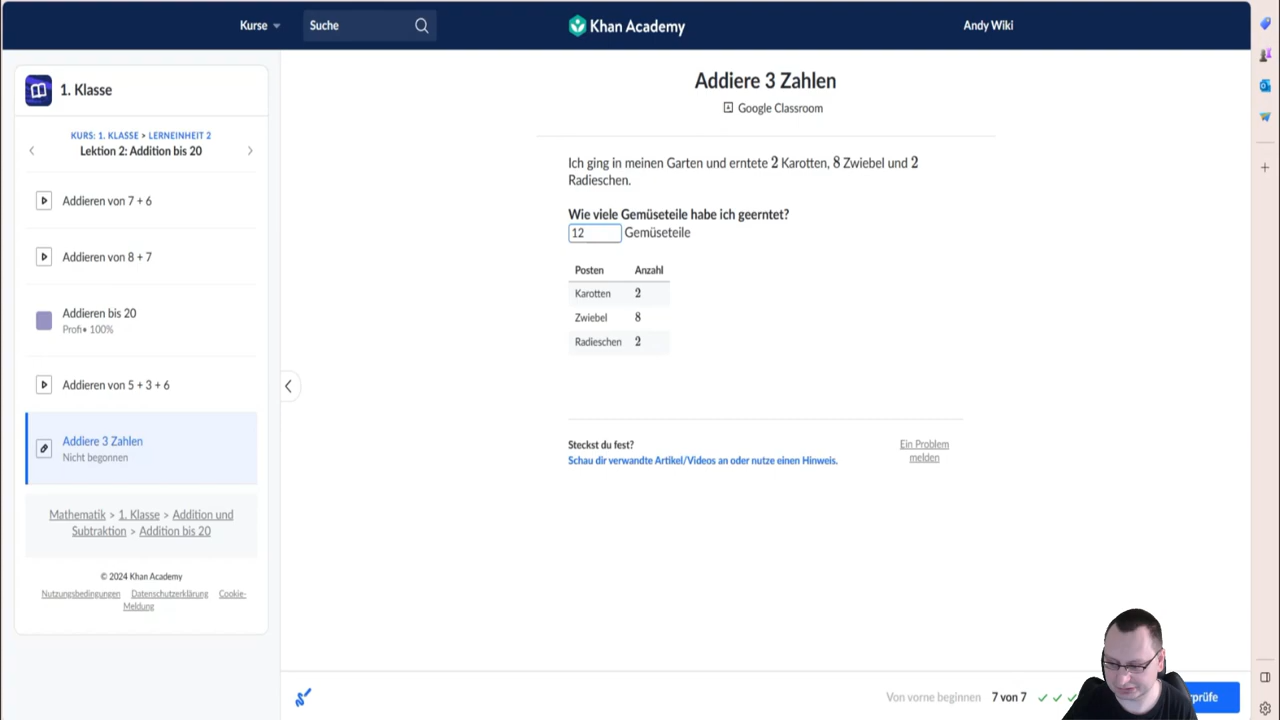 Kurse
Suche
Khan Academy
Andy Wiki
1. Klasse
KURS: 1. KLASSE > LERNEINHEIT 2
Lektion 2: Addition bis 20
Addieren von 7 + 6
Addieren von 8 + 7
Addieren bis 20
Profi• 100%
Addieren von 5 + 3 + 6
Addiere 3 Zahlen
Nicht begonnen
Mathematik > 1. Klasse > Addition und
Subtraktion > Addition bis 20
© 2024 Khan Academy
Nutzungsbedingungen Datenschutzerklärung Cookie-
Meldung
Addiere 3 Zahlen
Google Classroom
Ich ging in meinen Garten und erntete 2 Karotten, 8 Zwiebel und 2
Radieschen.
Wie viele Gemüseteile habe ich geerntet?
12 Gemüseteile
Posten Anzahl
Karotten 2
Zwiebel 8
Radieschen 2
Steckst du fest?
Schau dir verwandte Artikel/Videos an oder nutze einen Hinweis.
Ein Problem
melden
Von vorne beginnen 7 von 7